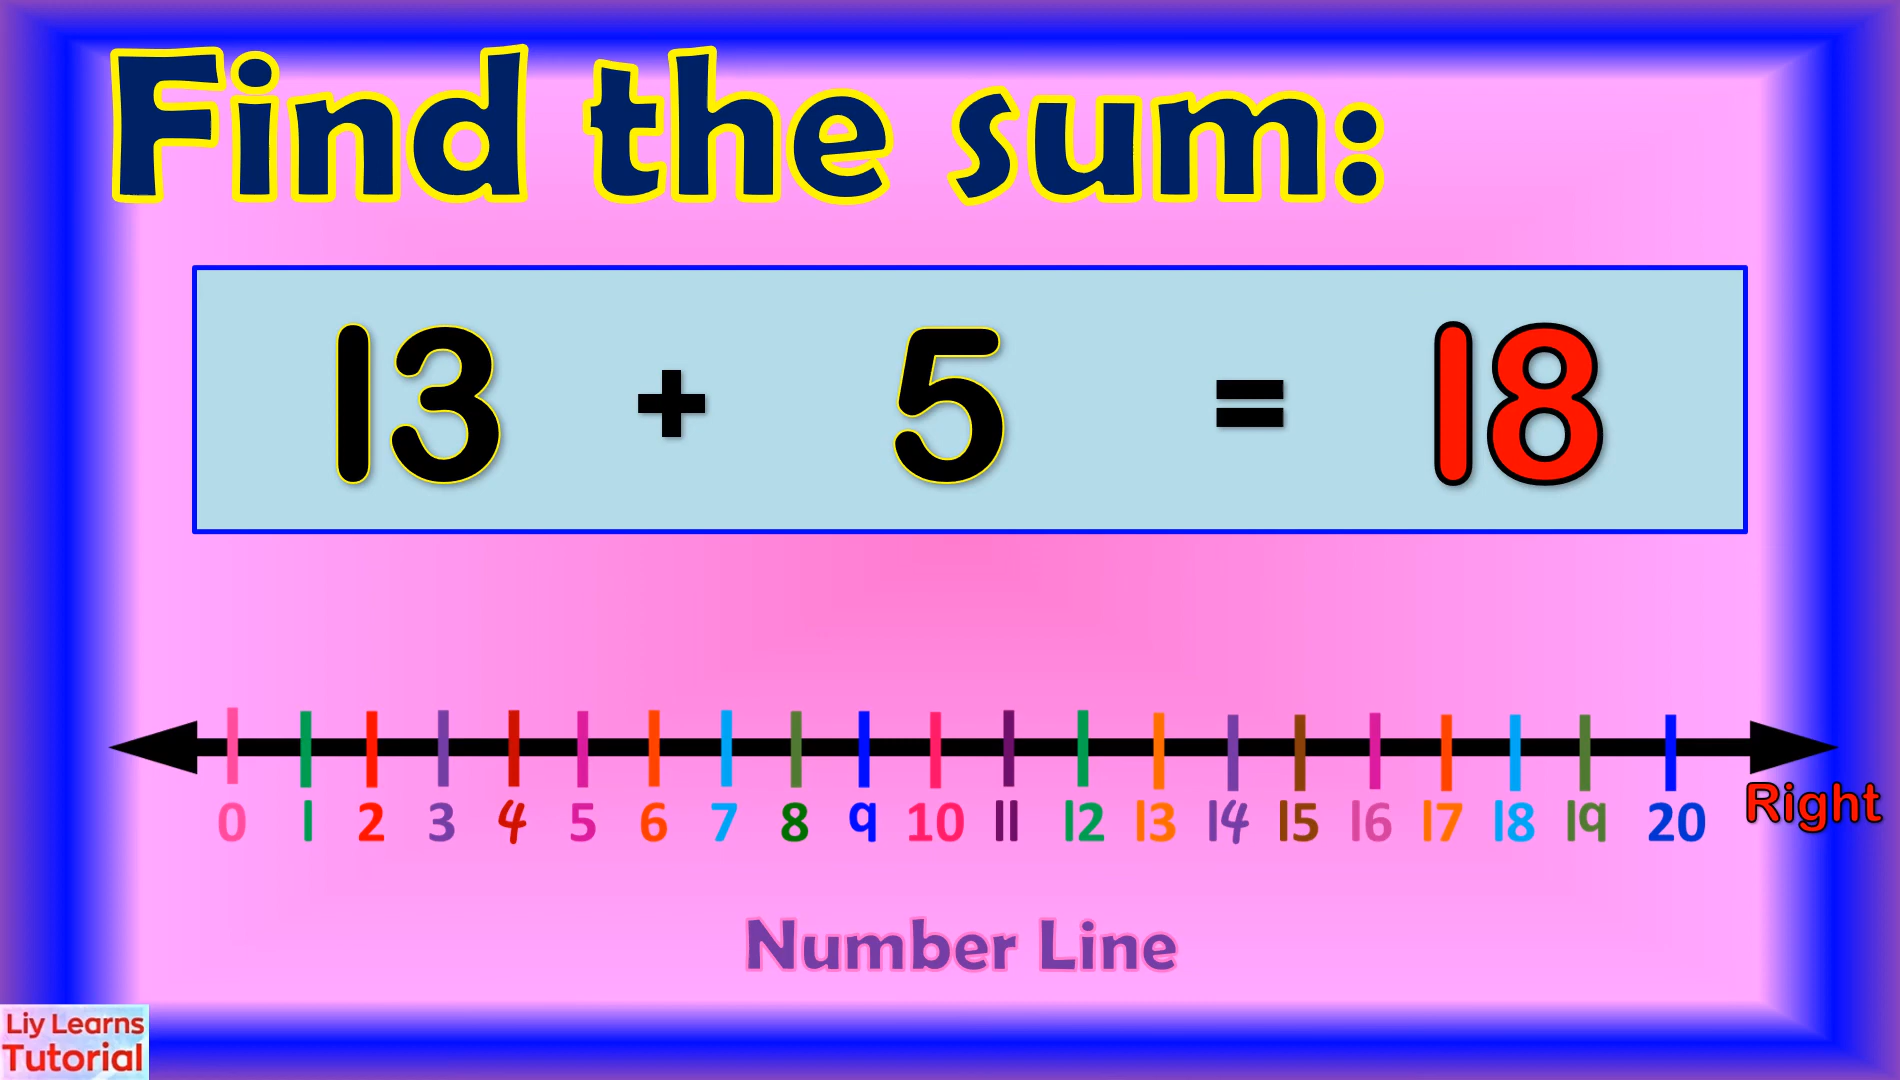 Find the sum:
13 + 5 = 18
0 1 2 3 4 5 6 7 8 9 10 11 12 13 14 15 16 17 18 19 20
Right
Number Line
Liy Learns
Tutorial